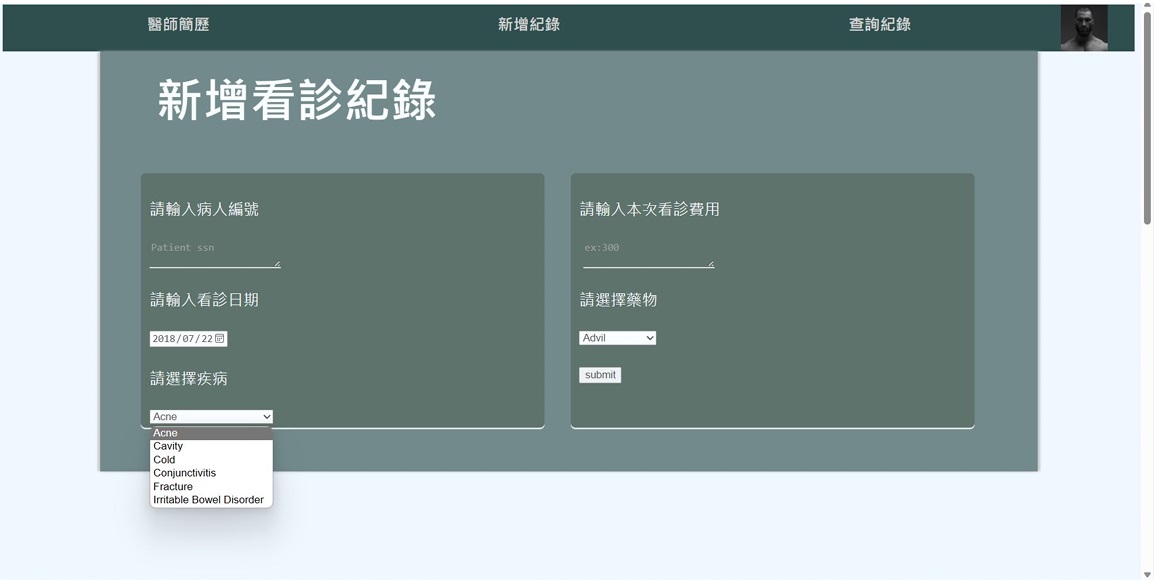 醫師簡歷 新增紀錄 查詢紀錄
新增看診紀錄
請輸入病人編號
Patient ssn
請輸入看診日期
2018/07/22
請選擇疾病
Acne
Acne
Cavity
Cold
Conjunctivitis
Fracture
Irritable Bowel Disorder
請輸入本次看診費用
ex:300
請選擇藥物
Advil
submit